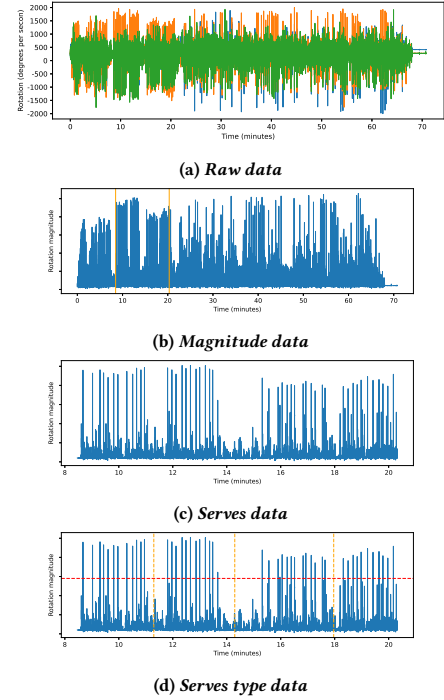 2000
1500
1000
500
0
-500
-1000
-1500
-2000
Rotation (degrees per secon)
0 10 20 30 40 50 60 70
Time (minutes)
(a) Raw data
Rotation magnitude
0 10 20 30 40 50 60 70
Time (minutes)
(b) Magnitude data
Rotation magnitude
8 10 12 14 16 18 20
Time (minutes)
(c) Serves data
Rotation magnitude
8 10 12 14 16 18 20
Time (minutes)
(d) Serves type data